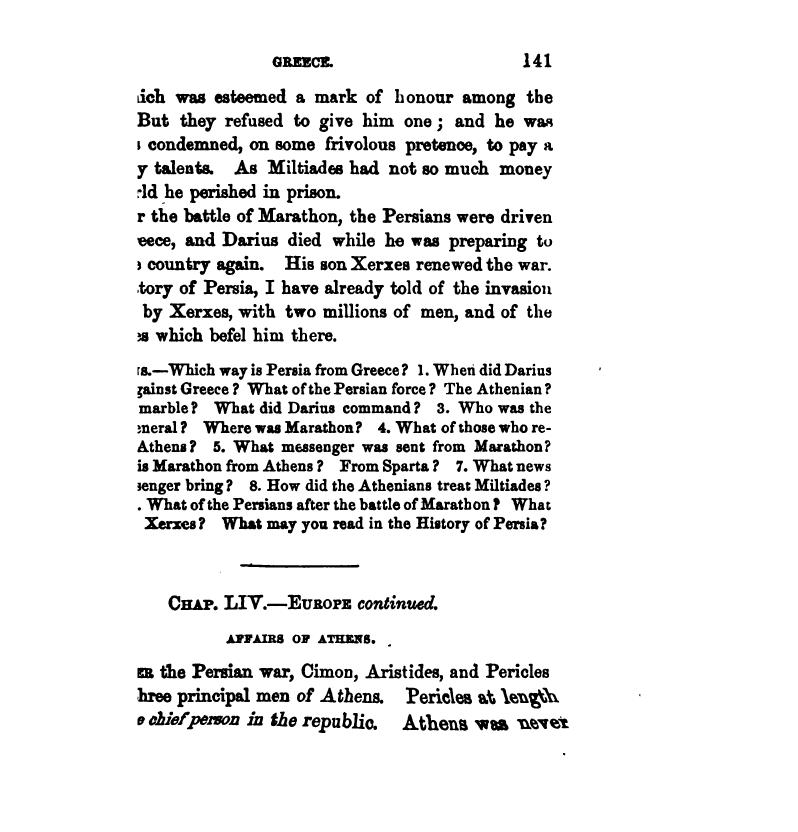 GREECE. 141
ich was esteemed a mark of honour among the
But they refused to give him one; and he was
condemned, on some frivolous pretence, to pay a
y talents. As Miltiades had not so much money
ld he perished in prison.
r the battle of Marathon, the Persians were driven
eece, and Darius died while he was preparing to
country again. His son Xerxes renewed the war.
tory of Persia, I have already told of the invasion
by Xerxes, with two millions of men, and of the
es which befel him there.
s.—Which way is Persia from Greece? 1. When did Darius
gainst Greece? What of the Persian force? The Athenian?
marble? What did Darius command? 3. Who was the
eneral? Where was Marathon? 4. What of those who re-
Athens? 5. What messenger was sent from Marathon?
is Marathon from Athens? From Sparta? 7. What news
senger bring? 8. How did the Athenians treat Miltiades?
. What of the Persians after the battle of Marathon? What
Xerxes? What may you read in the History of Persia?
CHAP. LIV.—EUROPE continued.
AFFAIRS OF ATHENS.
ER the Persian war, Cimon, Aristides, and Pericles
hree principal men of Athens. Pericles at length
e chief person in the republic. Athens was never